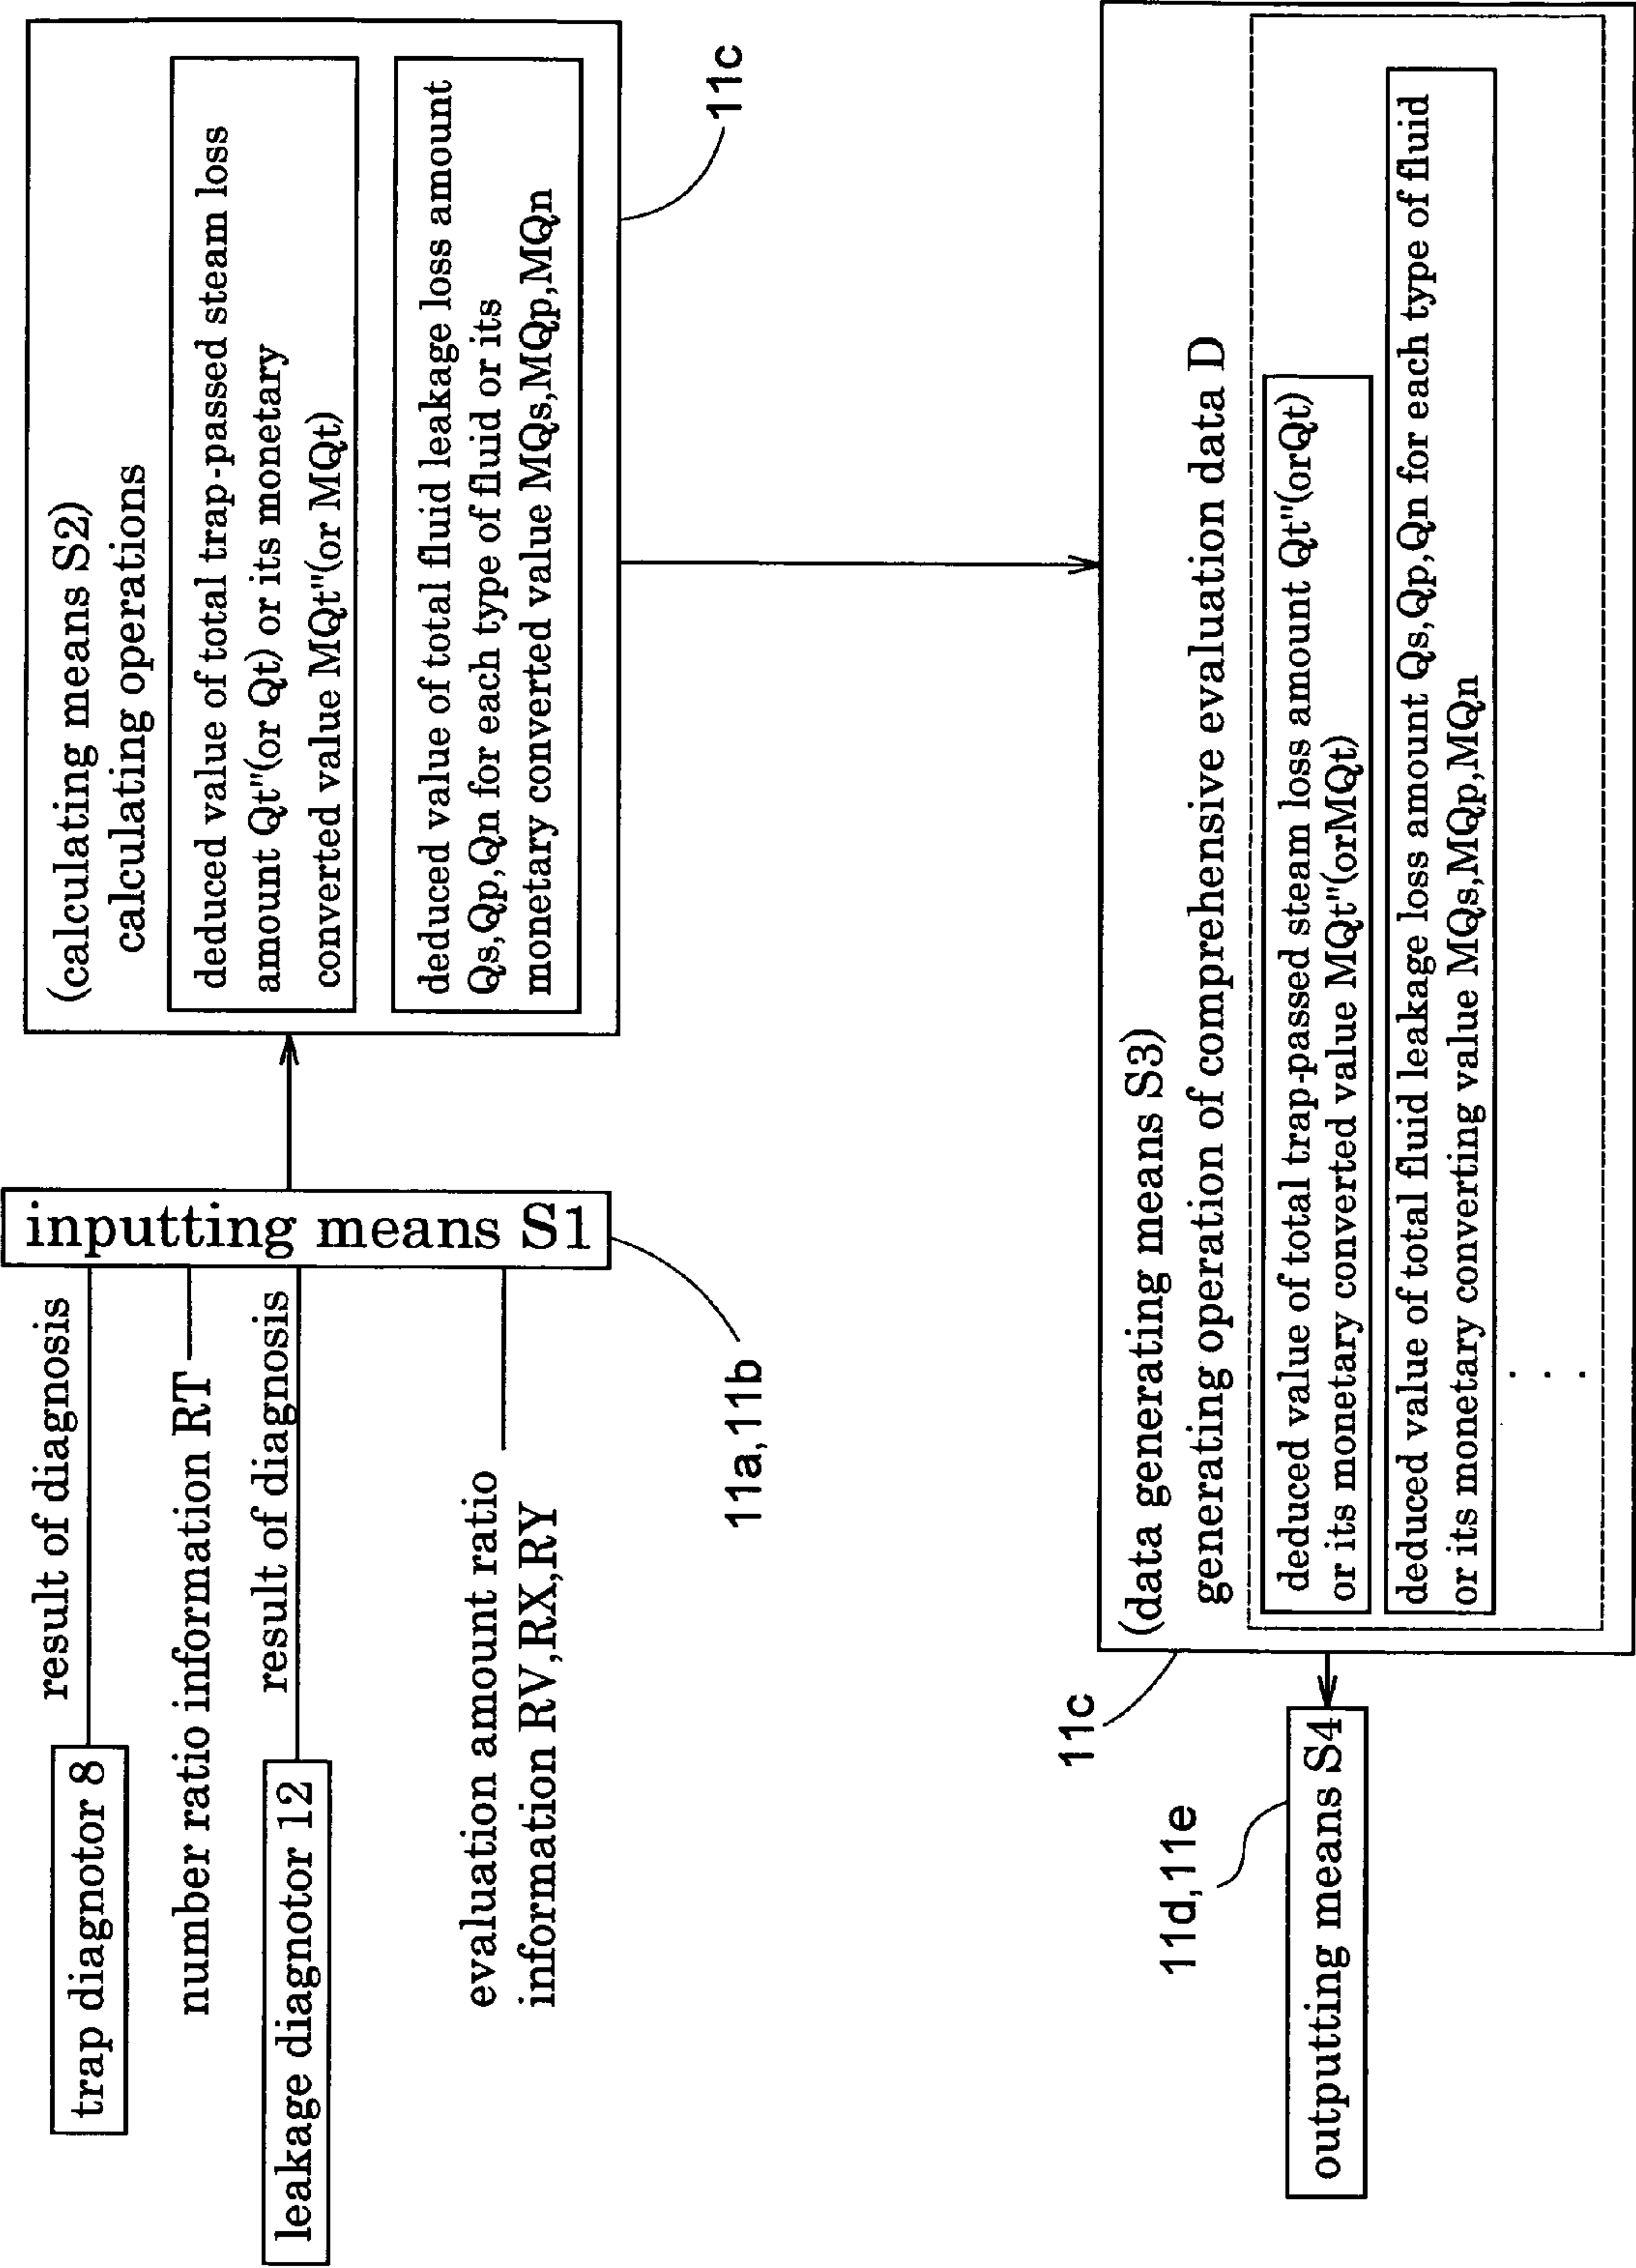 trap diagnotor 8
result of diagnosis
number ratio information RT
leakage diagnotor 12
result of diagnosis
evaluation amount ratio
information RV,RX,RY
inputting means S1
11a,11b
(calculating means S2)
calculating operations
deduced value of total trap-passed steam loss
amount Qt"(or Qt) or its monetary
converted value MQt"(or MQt)
deduced value of total fluid leakage loss amount
Qs,Qp,Qn for each type of fluid or its
monetary converted value MQs,MQp,MQn
11c
(data generating means S3)
generating operation of comprehensive evaluation data D
deduced value of total trap-passed steam loss amount Qt"(orQt)
or its monetary converted value MQt"(orMQt)
deduced value of total fluid leakage loss amount Qs,Qp,Qn for each type of fluid
or its monetary converting value MQs,MQp,MQn
. . .
11c
11d,11e
outputting means S4